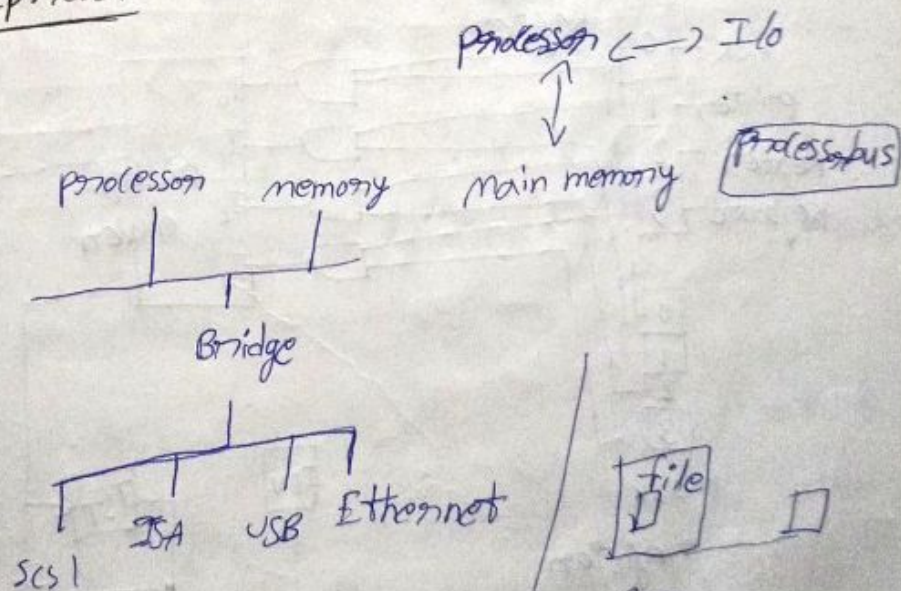 processor <-> I/o
processor memory Main memory processor bus
Bridge
file
SCSI ISA USB Ethernet